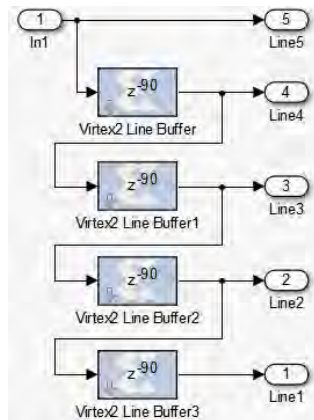 1
In1
5
Line5
z-90
Virtex2 Line Buffer
4
Line4
z-90
Virtex2 Line Buffer1
3
Line3
z-90
Virtex2 Line Buffer2
2
Line2
z-90
Virtex2 Line Buffer3
1
Line1